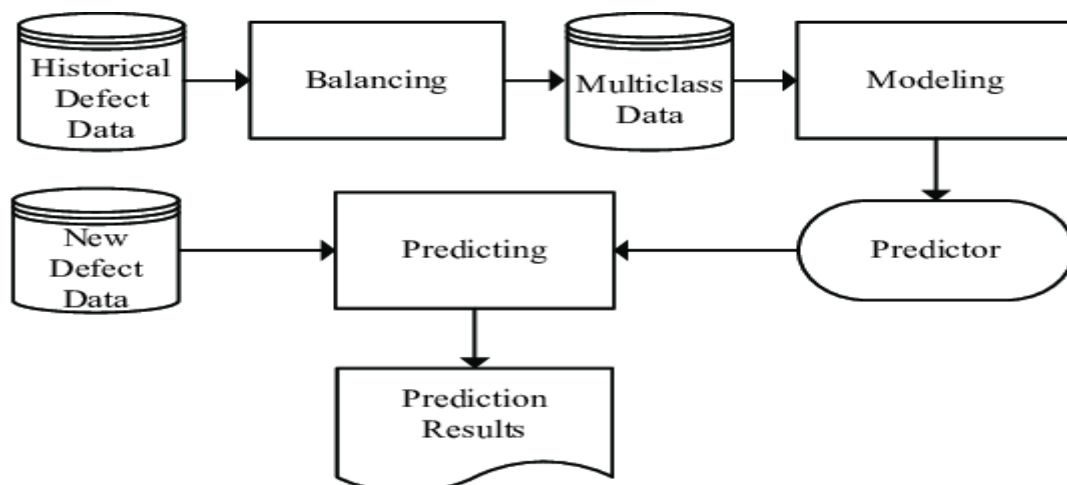 Historical
Defect
Data
Balancing
Multiclass
Data
Modeling
New
Defect
Data
Predicting
Predictor
Prediction
Results